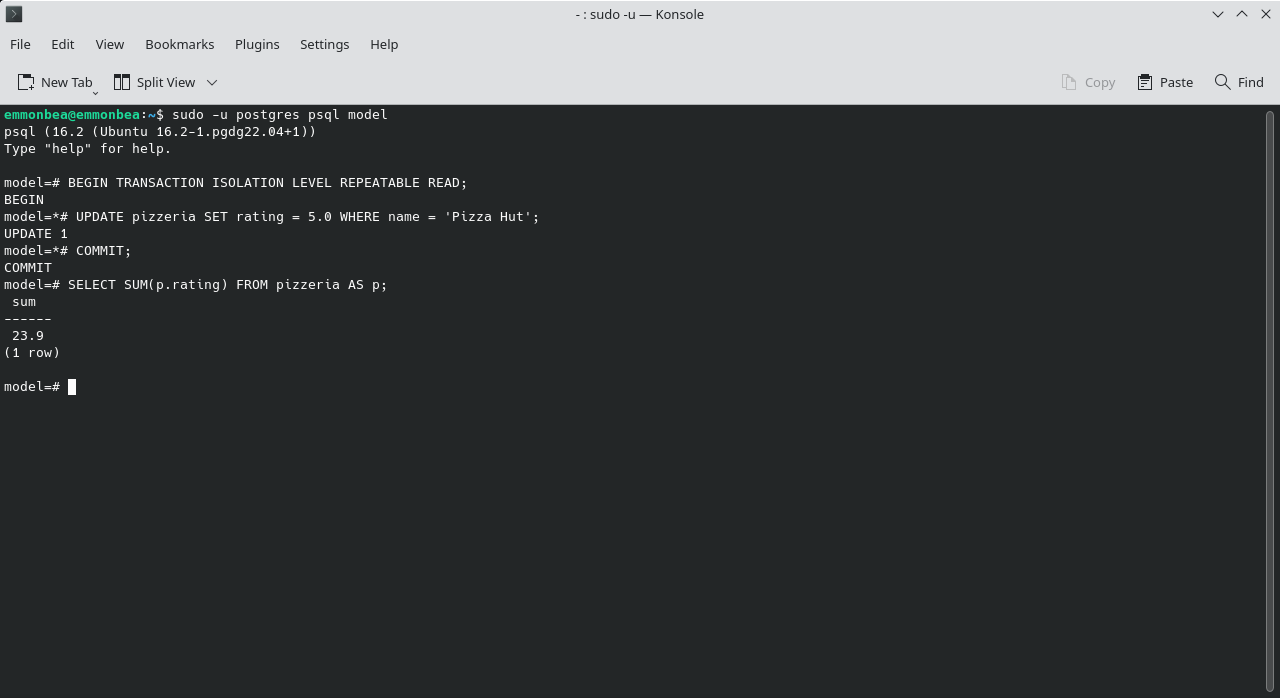 - : sudo -u — Konsole
File Edit View Bookmarks Plugins Settings Help
New Tab Split View Copy Paste Find
emmonbea@emmonbea:~$ sudo -u postgres psql model
psql (16.2 (Ubuntu 16.2-1.pgdg22.04+1))
Type "help" for help.
model=# BEGIN TRANSACTION ISOLATION LEVEL REPEATABLE READ;
BEGIN
model=*# UPDATE pizzeria SET rating = 5.0 WHERE name = 'Pizza Hut';
UPDATE 1
model=*# COMMIT;
COMMIT
model=# SELECT SUM(p.rating) FROM pizzeria AS p;
sum
------
23.9
(1 row)
model=#